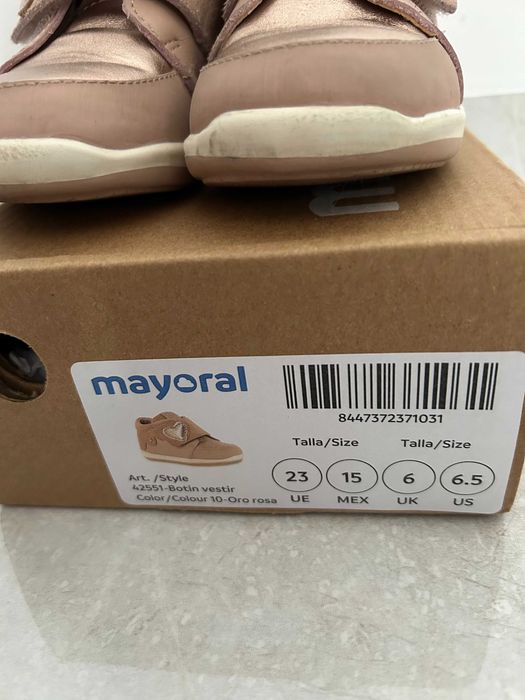 mayoral
8447372371031
Talla/Size Talla/Size
Art. /Style
42551-Botin vestir
Color/Colour 10-Oro rosa
23 15 6 6.5
UE MEX UK US